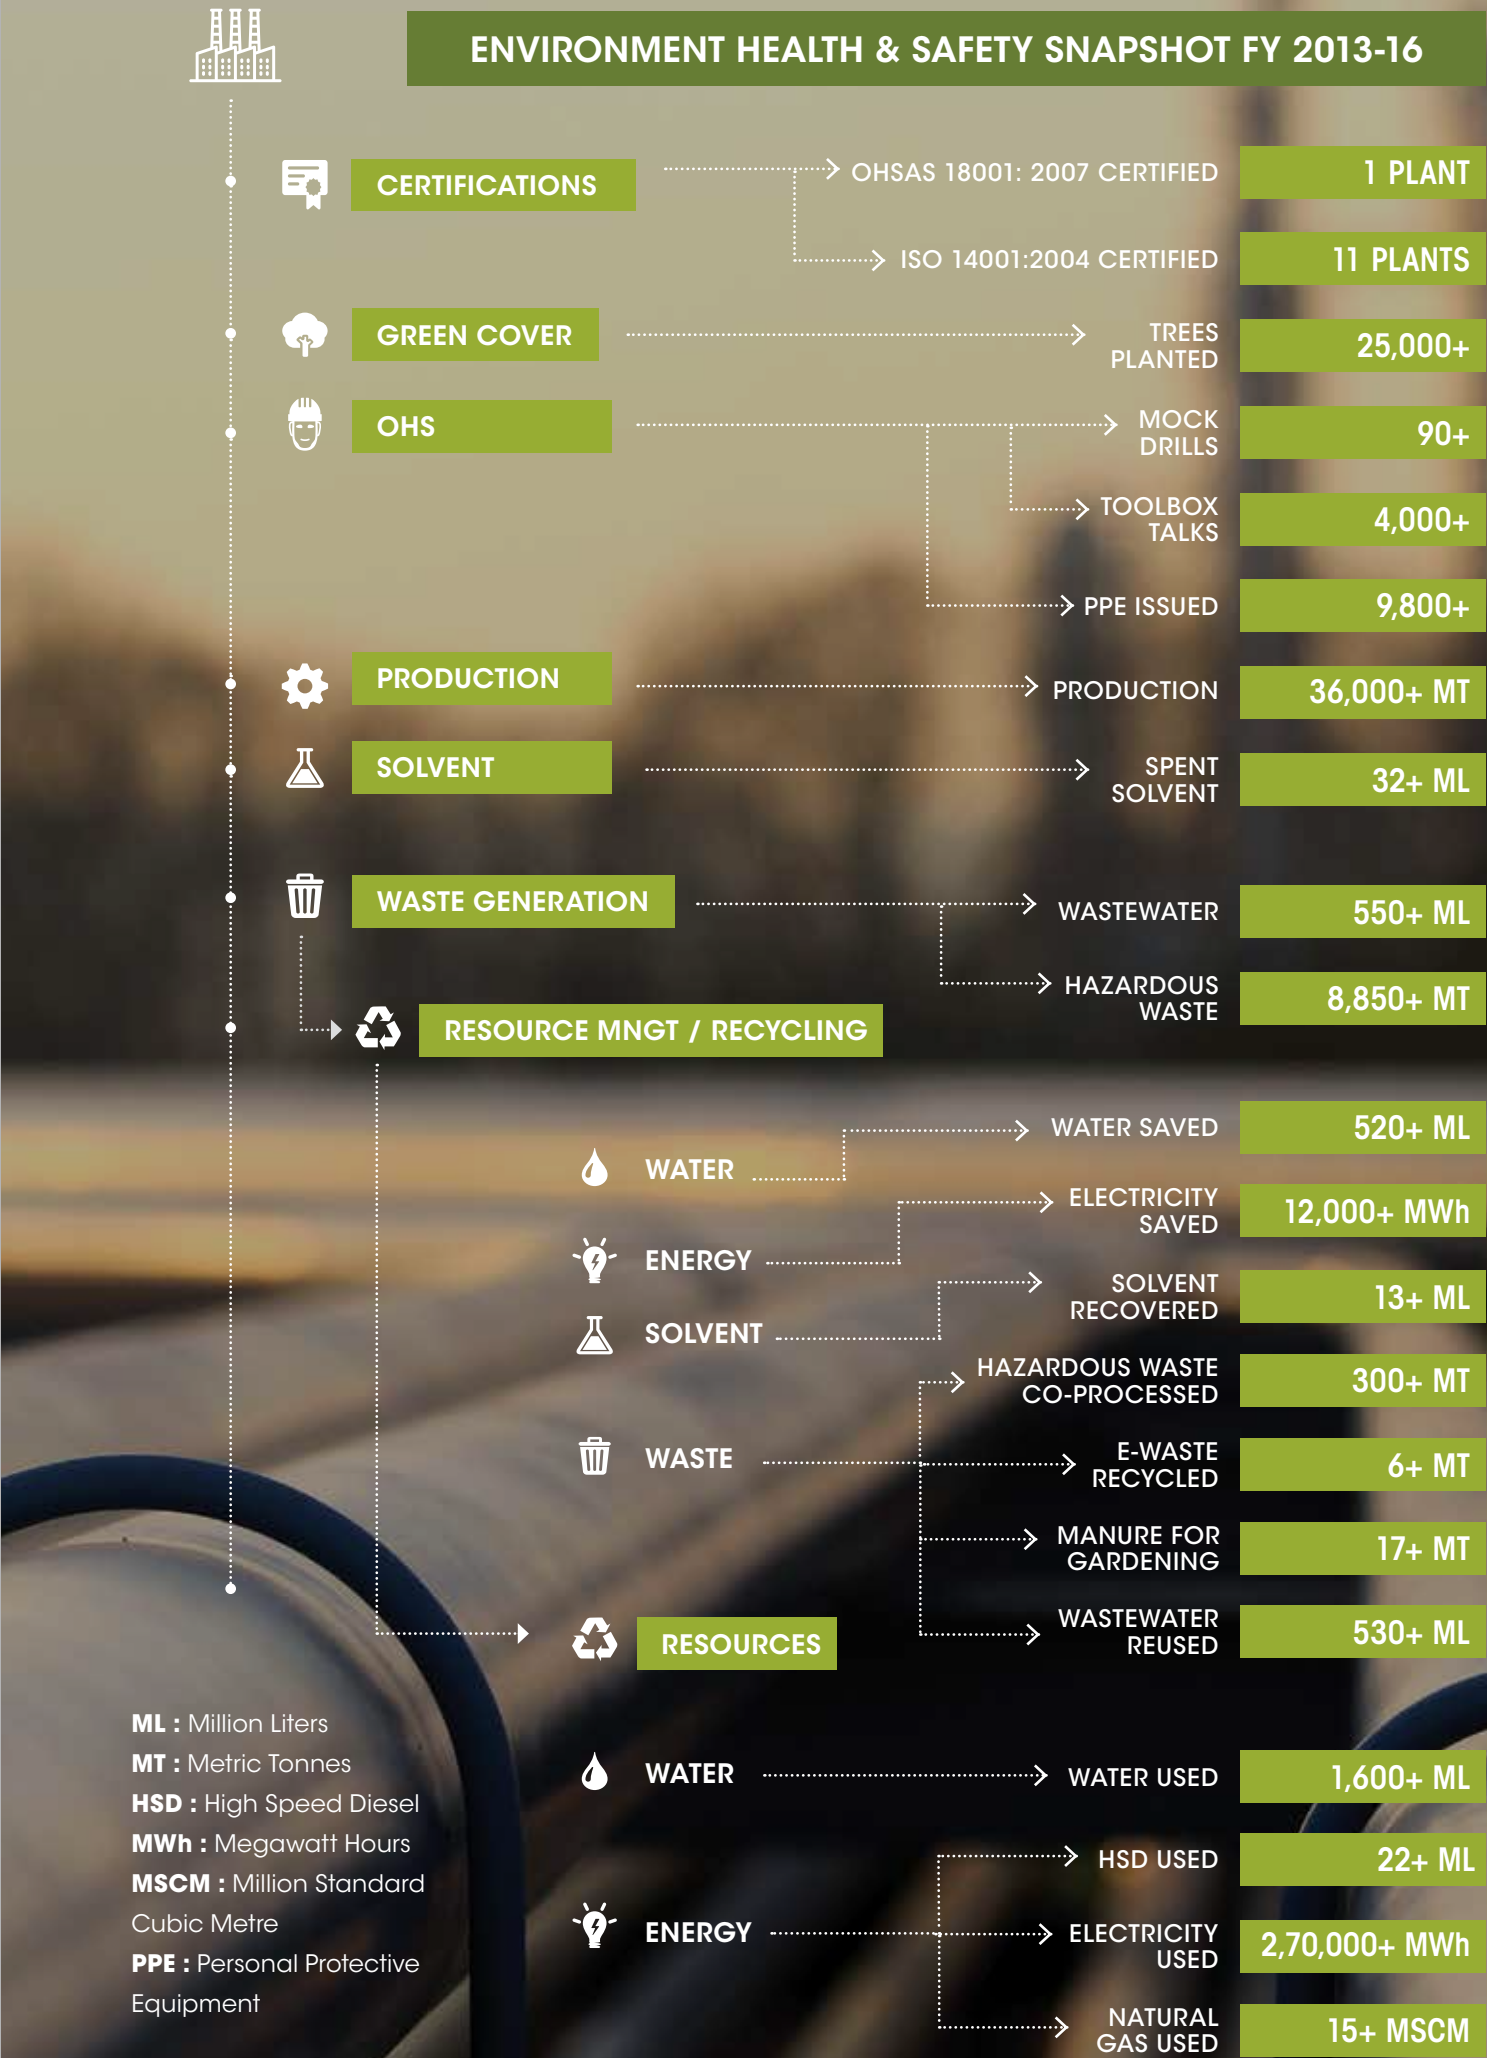 ENVIRONMENT HEALTH & SAFETY SNAPSHOT FY 2013-16
CERTIFICATIONS
OHSAS 18001: 2007 CERTIFIED
1 PLANT
ISO 14001:2004 CERTIFIED
11 PLANTS
GREEN COVER
TREES
PLANTED
25,000+
OHS
MOCK
DRILLS
90+
TOOLBOX
TALKS
4,000+
PPE ISSUED
9,800+
PRODUCTION
PRODUCTION
36,000+ MT
SOLVENT
SPENT
SOLVENT
32+ ML
WASTE GENERATION
WASTEWATER
550+ ML
HAZARDOUS
WASTE
8,850+ MT
RESOURCE MNGT / RECYCLING
WATER
WATER SAVED
520+ ML
ENERGY
ELECTRICITY
SAVED
12,000+ MWh
SOLVENT
SOLVENT
RECOVERED
13+ ML
WASTE
HAZARDOUS WASTE
CO-PROCESSED
300+ MT
E-WASTE
RECYCLED
6+ MT
MANURE FOR
GARDENING
17+ MT
WASTEWATER
REUSED
530+ ML
RESOURCES
WATER
WATER USED
1,600+ ML
ENERGY
HSD USED
22+ ML
ELECTRICITY
USED
2,70,000+ MWh
NATURAL
GAS USED
15+ MSCM
ML : Million Liters
MT : Metric Tonnes
HSD : High Speed Diesel
MWh : Megawatt Hours
MSCM : Million Standard
Cubic Metre
PPE : Personal Protective
Equipment